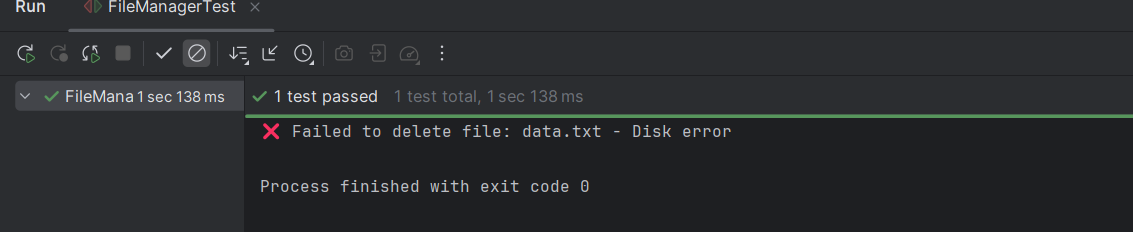 Run FileManagerTest
FileMana 1 sec 138 ms
1 test passed 1 test total, 1 sec 138 ms
❌ Failed to delete file: data.txt - Disk error
Process finished with exit code 0